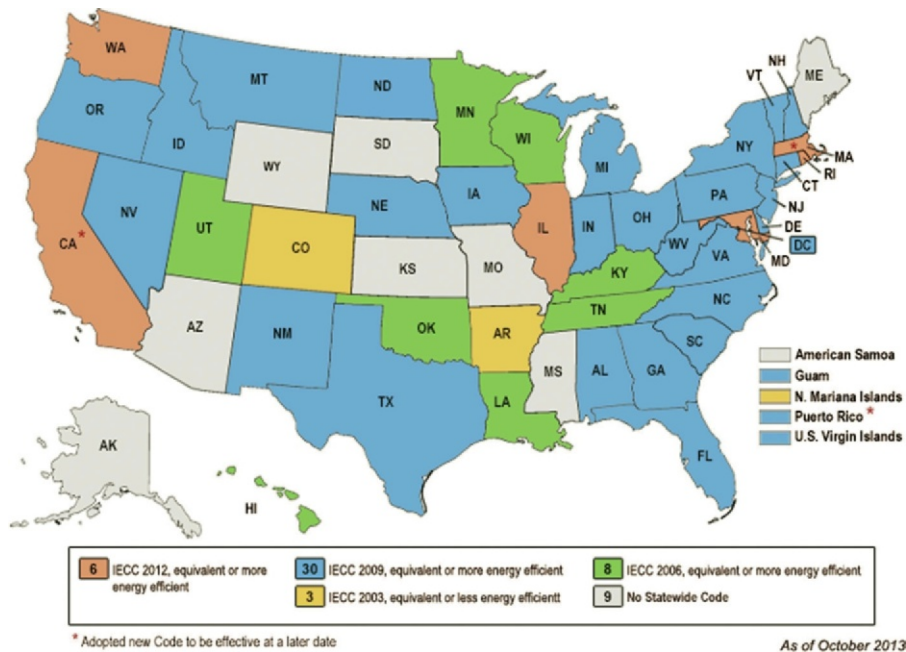 WA
MT
ND
MN
VT
NH
ME
OR
ID
SD
WI
NY
MA
WY
MI
RI
CT
IA
PA
NJ
NV
NE
OH
DE
UT
IL
IN
DC
CA*
CO
WV
MD
VA
KS
MO
KY
NC
TN
AZ
OK
NM
AR
SC
MS
AL
GA
TX
LA
FL
AK
HI
American Samoa
Guam
N. Mariana Islands
Puerto Rico *
U.S. Virgin Islands
6 IECC 2012, equivalent or more
energy efficient
30 IECC 2009, equivalent or more energy efficient
3 IECC 2003, equivalent or less energy efficientt
8 IECC 2006, equivalent or more energy efficient
9 No Statewide Code
* Adopted new Code to be effective at a later date
As of October 2013